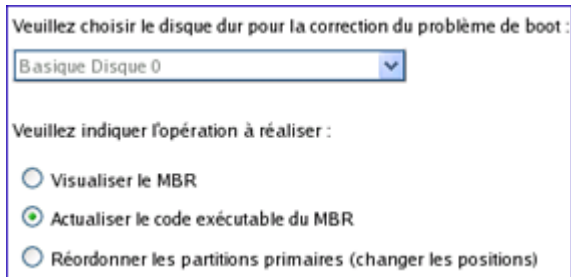 Veuillez choisir le disque dur pour la correction du problème de boot :
Basique Disque 0
Veuillez indiquer l'opération à réaliser :
Visualiser le MBR
Actualiser le code exécutable du MBR
Réordonner les partitions primaires (changer les positions)